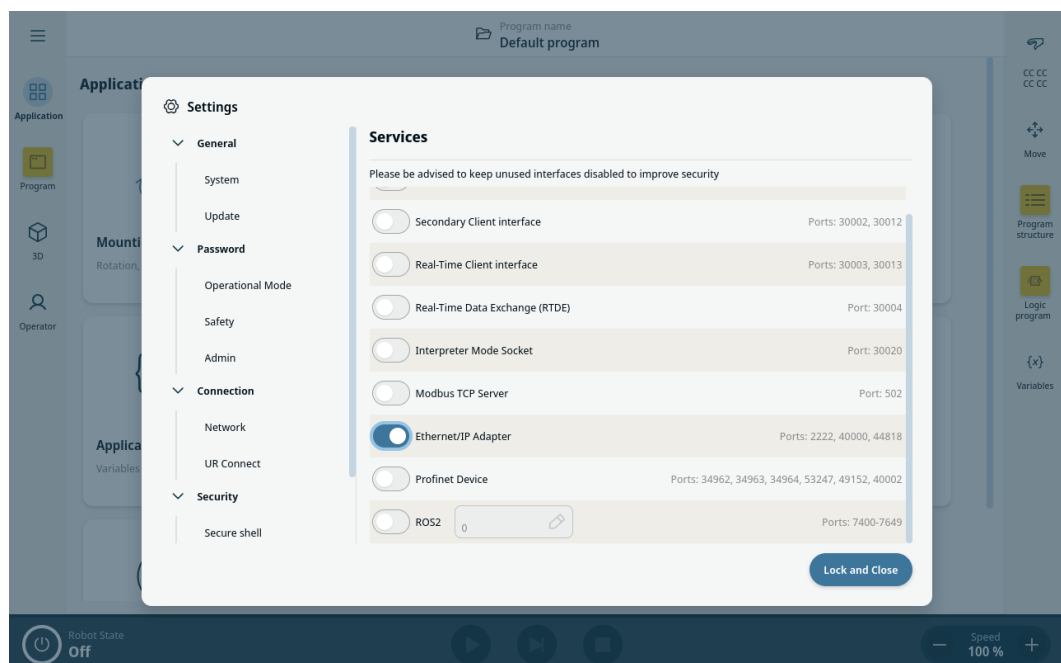 Program name
Default program
Applicati
Application
Program
3D
Operator
Mounti
Rotation,
Applica
Variables
Settings
General
System
Update
Password
Operational Mode
Safety
Admin
Connection
Network
UR Connect
Security
Secure shell
Services
Please be advised to keep unused interfaces disabled to improve security
Secondary Client interface Ports: 30002, 30012
Real-Time Client interface Ports: 30003, 30013
Real-Time Data Exchange (RTDE) Port: 30004
Interpreter Mode Socket Port: 30020
Modbus TCP Server Port: 502
Ethernet/IP Adapter Ports: 2222, 40000, 44818
Profinet Device Ports: 34962, 34963, 34964, 53247, 49152, 40002
ROS2 0 Ports: 7400-7649
Lock and Close
CC CC
CC CC
Move
Program
structure
Logic
program
{x}
Variables
Robot State
Off
Speed
100 %